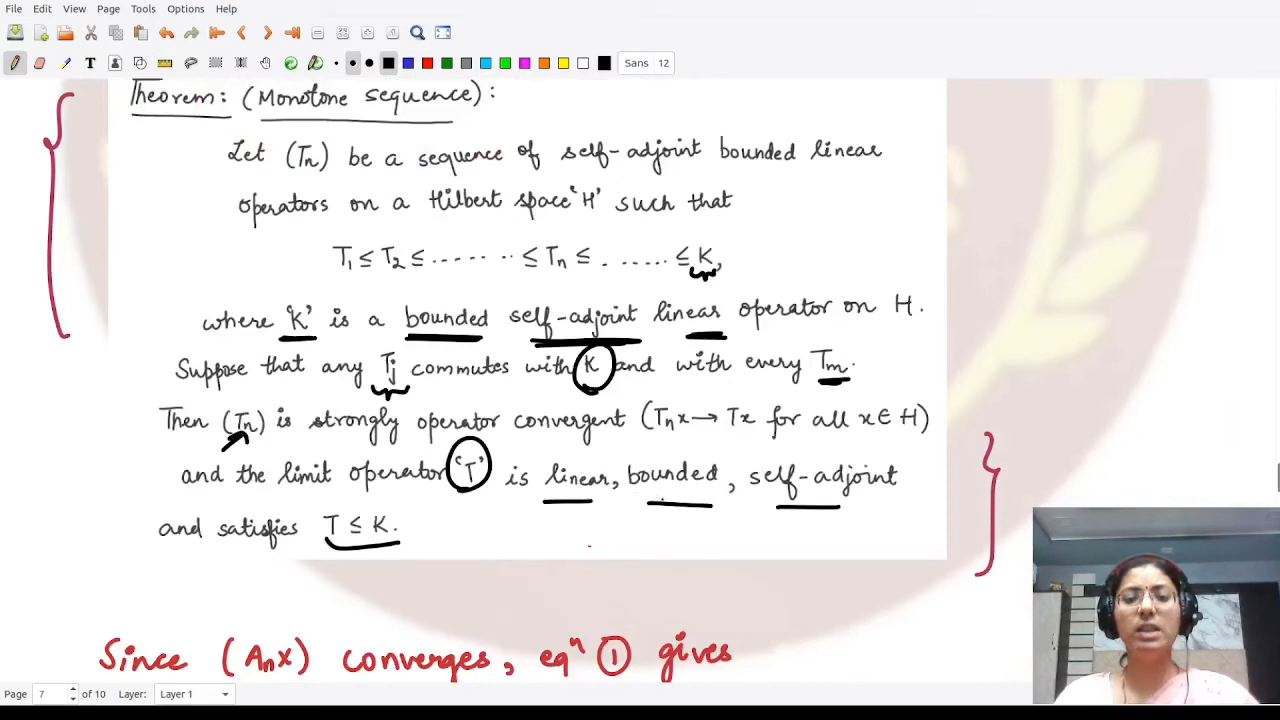 File Edit View Page Tools Options Help
Sans 12
Theorem: (Monotone sequence):
Let (Tn) be a sequence of self-adjoint bounded linear
operators on a Hilbert space 'H' such that
T₁ ≤ T₂ ≤ ........ ≤ Tn ≤ ....... ≤ K,
where 'K' is a bounded self-adjoint linear operator on H.
Suppose that any Tj commutes with K and with every Tm.
Then (Tn) is strongly operator convergent (Tnx → Tx for all x ∈ H)
and the limit operator 'T' is linear, bounded, self-adjoint
and satisfies T ≤ K.
Since (Anx) converges, eqⁿ ① gives
Page 7 of 10 Layer: Layer 1